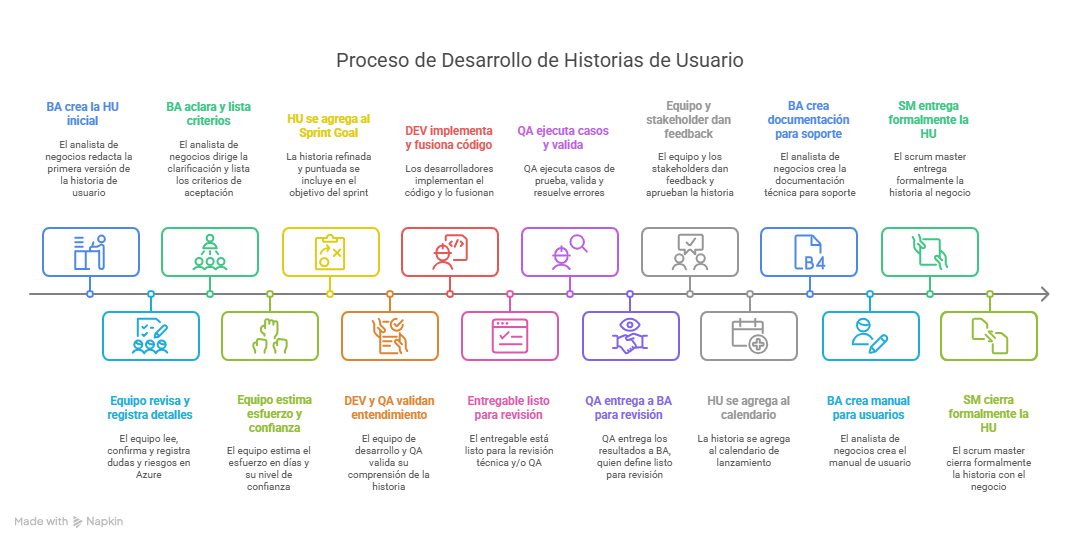 Proceso de Desarrollo de Historias de Usuario
BA crea la HU
inicial
El analista de
negocios redacta la
primera versión de
la historia de
usuario
BA aclara y lista
criterios
El analista de
negocios dirige la
clarificación y lista
los criterios de
aceptación
HU se agrega al
Sprint Goal
La historia refinada
y puntuada se
incluye en el
objetivo del sprint
DEV implementa
y fusiona código
Los desarrolladores
implementan el
código y lo fusionan
QA ejecuta casos
y valida
QA ejecuta casos de
prueba, valida y
resuelve errores
Equipo y
stakeholder dan
feedback
El equipo y los
stakeholders dan
feedback y
aprueban la historia
BA crea
documentación
para soporte
El analista de
negocios crea la
documentación
técnica para soporte
SM entrega
formalmente la
HU
El scrum master
entrega
formalmente la
historia al negocio
B4
Equipo revisa y
registra detalles
El equipo lee,
confirma y registra
dudas y riesgos en
Azure
Equipo estima
esfuerzo y
confianza
El equipo estima el
esfuerzo en días y
su nivel de
confianza
DEV y QA validan
entendimiento
El equipo de
desarrollo y QA
valida su
comprensión de la
historia
Entregable listo
para revisión
El entregable está
listo para la revisión
técnica y/o QA
QA entrega a BA
para revisión
QA entrega los
resultados a BA,
quien define listo
para revisión
HU se agrega al
calendario
La historia se agrega
al calendario de
lanzamiento
BA crea manual
para usuarios
El analista de
negocios crea el
manual de usuario
SM cierra
formalmente la
HU
El scrum master
cierra formalmente
la historia con el
negocio
Made with Napkin